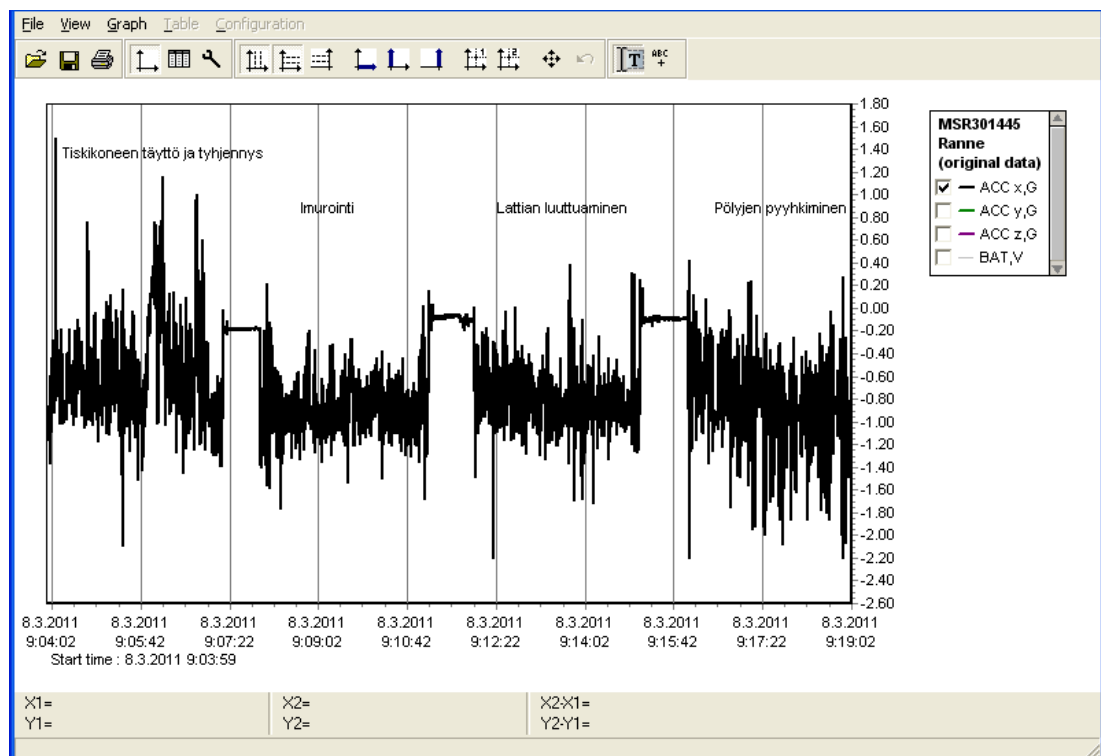 File View Graph Table Configuration
ABC
Tiskikoneen täyttö ja tyhjennys
Imurointi
Lattian luuttuaminen
Pölyjen pyyhkiminen
1.80
1.60
1.40
1.20
1.00
0.80
0.60
0.40
0.20
0.00
-0.20
-0.40
-0.60
-0.80
-1.00
-1.20
-1.40
-1.60
-1.80
-2.00
-2.20
-2.40
-2.60
MSR301445
Ranne
(original data)
ACC x,G
ACC y,G
ACC z,G
BAT,V
8.3.2011 8.3.2011 8.3.2011 8.3.2011 8.3.2011 8.3.2011 8.3.2011 8.3.2011 8.3.2011 8.3.2011
9:04:02 9:05:42 9:07:22 9:09:02 9:10:42 9:12:22 9:14:02 9:15:42 9:17:22 9:19:02
Start time : 8.3.2011 9:03:59
X1= X2= X2-X1=
Y1= Y2= Y2-Y1=